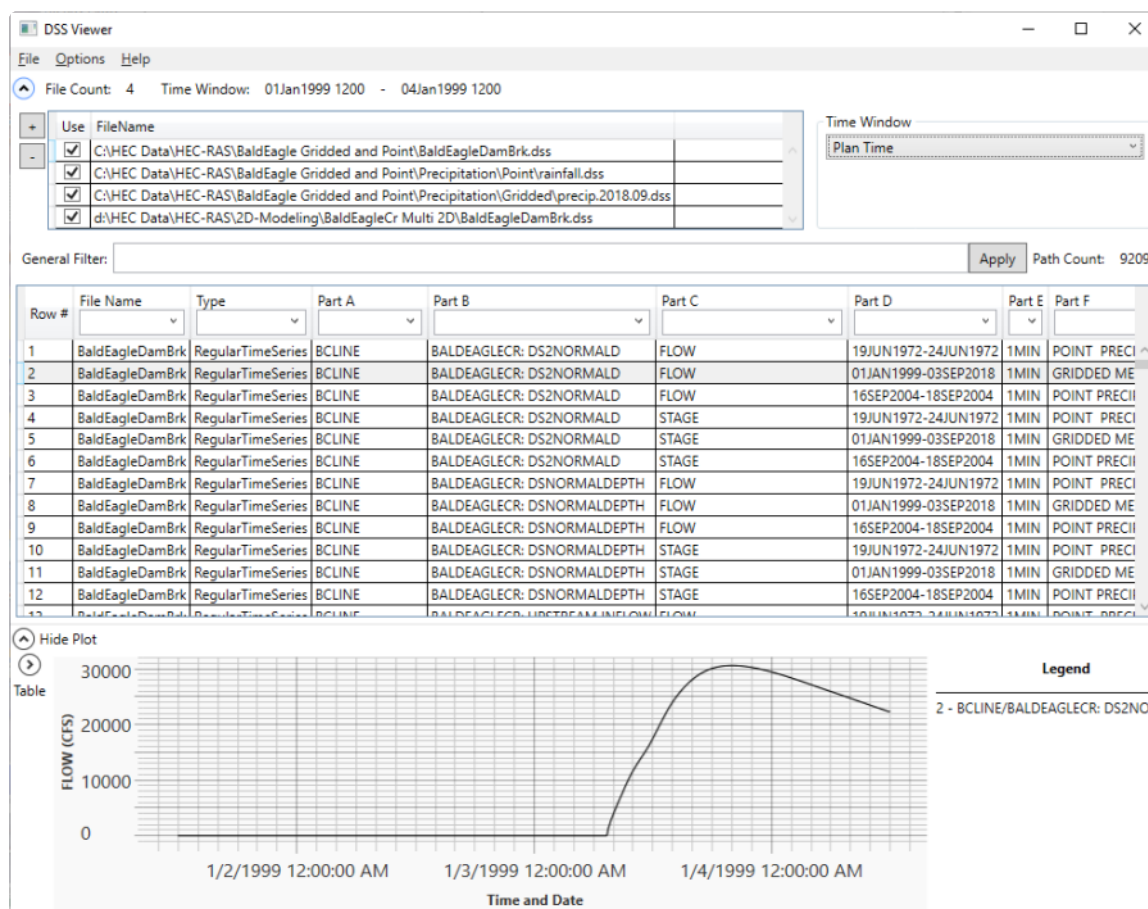 DSS Viewer
File Options Help
File Count: 4 Time Window: 01Jan1999 1200 - 04Jan1999 1200
+ Use FileName
- C:\HEC Data\HEC-RAS\BaldEagle Gridded and Point\BaldEagleDamBrk.dss
C:\HEC Data\HEC-RAS\BaldEagle Gridded and Point\Precipitation\Point\rainfall.dss
C:\HEC Data\HEC-RAS\BaldEagle Gridded and Point\Precipitation\Gridded\precip.2018.09.dss
d:\HEC Data\HEC-RAS\2D-Modeling\BaldEagleCr Multi 2D\BaldEagleDamBrk.dss
Time Window
Plan Time
General Filter: Apply Path Count: 9209
Row # File Name Type Part A Part B Part C Part D Part E Part F
1 BaldEagleDamBrk RegularTimeSeries BCLINE BALDEAGLECR: DS2NORMALD FLOW 19JUN1972-24JUN1972 1MIN POINT PRECI
2 BaldEagleDamBrk RegularTimeSeries BCLINE BALDEAGLECR: DS2NORMALD FLOW 01JAN1999-03SEP2018 1MIN GRIDDED ME
3 BaldEagleDamBrk RegularTimeSeries BCLINE BALDEAGLECR: DS2NORMALD FLOW 16SEP2004-18SEP2004 1MIN POINT PRECI
4 BaldEagleDamBrk RegularTimeSeries BCLINE BALDEAGLECR: DS2NORMALD STAGE 19JUN1972-24JUN1972 1MIN POINT PRECI
5 BaldEagleDamBrk RegularTimeSeries BCLINE BALDEAGLECR: DS2NORMALD STAGE 01JAN1999-03SEP2018 1MIN GRIDDED ME
6 BaldEagleDamBrk RegularTimeSeries BCLINE BALDEAGLECR: DS2NORMALD STAGE 16SEP2004-18SEP2004 1MIN POINT PRECI
7 BaldEagleDamBrk RegularTimeSeries BCLINE BALDEAGLECR: DSNORMALDEPTH FLOW 19JUN1972-24JUN1972 1MIN POINT PRECI
8 BaldEagleDamBrk RegularTimeSeries BCLINE BALDEAGLECR: DSNORMALDEPTH FLOW 01JAN1999-03SEP2018 1MIN GRIDDED ME
9 BaldEagleDamBrk RegularTimeSeries BCLINE BALDEAGLECR: DSNORMALDEPTH FLOW 16SEP2004-18SEP2004 1MIN POINT PRECI
10 BaldEagleDamBrk RegularTimeSeries BCLINE BALDEAGLECR: DSNORMALDEPTH STAGE 19JUN1972-24JUN1972 1MIN POINT PRECI
11 BaldEagleDamBrk RegularTimeSeries BCLINE BALDEAGLECR: DSNORMALDEPTH STAGE 01JAN1999-03SEP2018 1MIN GRIDDED ME
12 BaldEagleDamBrk RegularTimeSeries BCLINE BALDEAGLECR: DSNORMALDEPTH STAGE 16SEP2004-18SEP2004 1MIN POINT PRECI
Hide Plot
Table
30000
20000
10000
0
FLOW (CFS)
1/2/1999 12:00:00 AM 1/3/1999 12:00:00 AM 1/4/1999 12:00:00 AM
Time and Date
Legend
2 - BCLINE/BALDEAGLECR: DS2NO